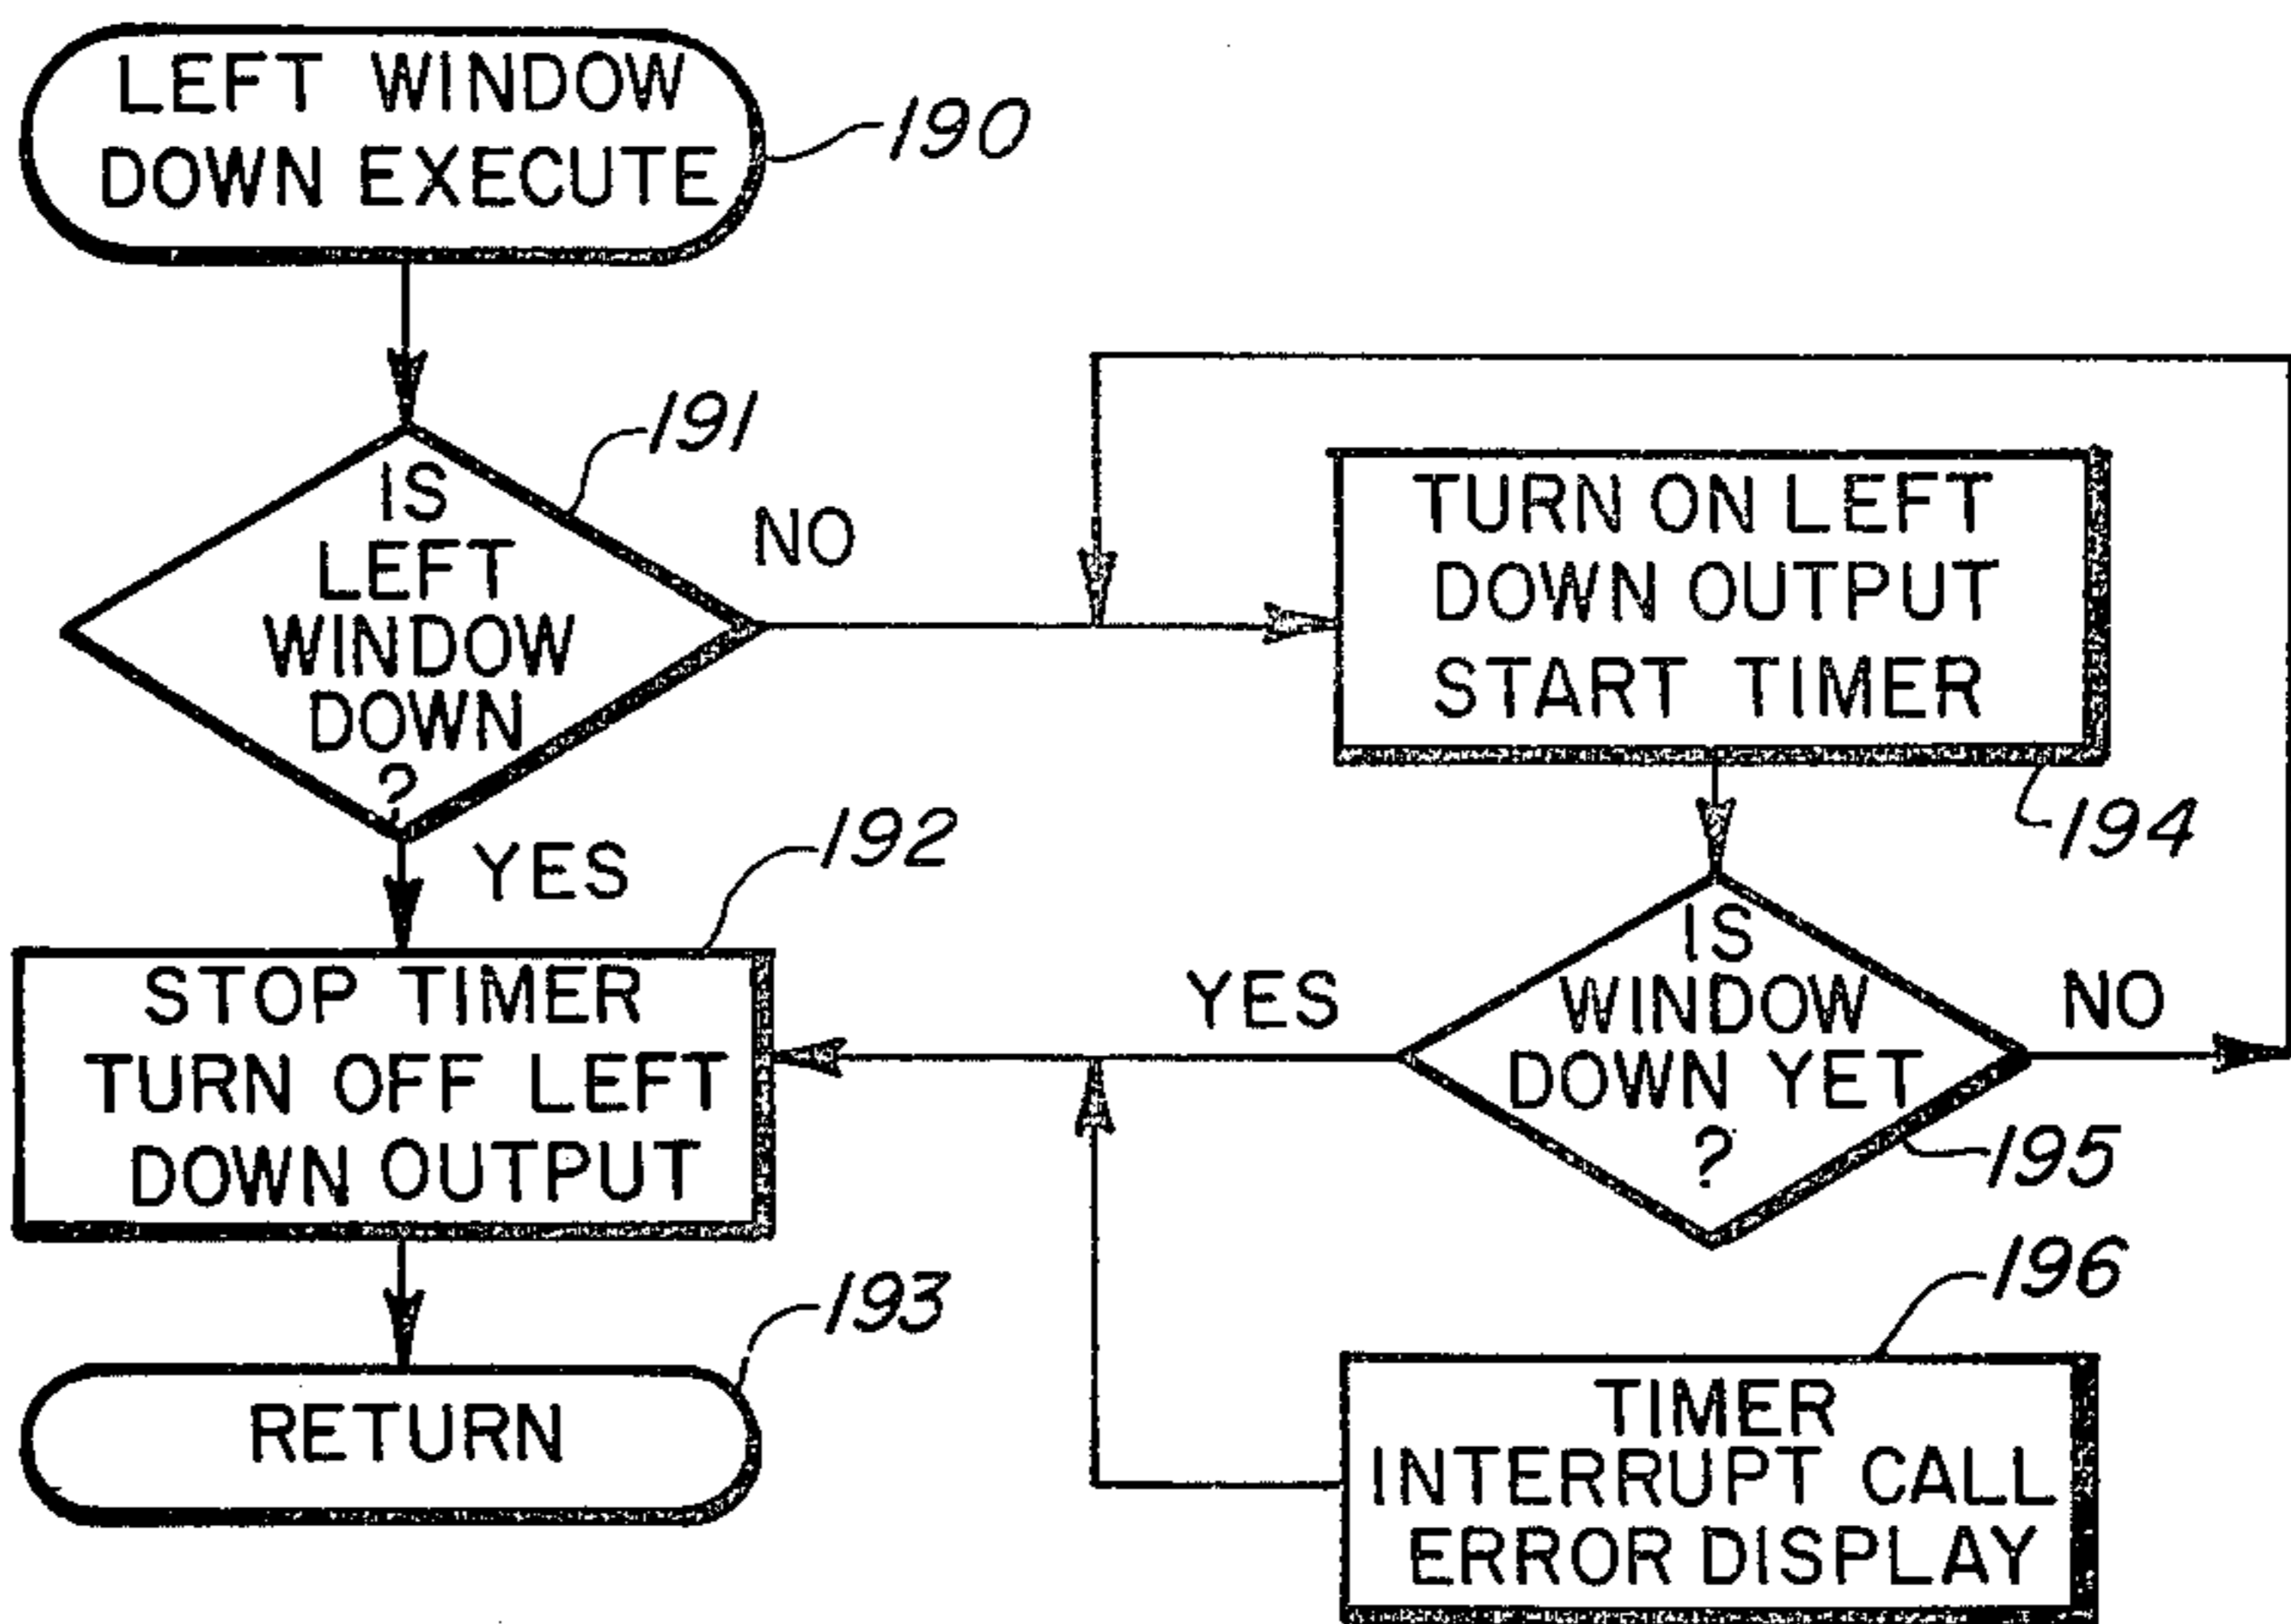 LEFT WINDOW
DOWN EXECUTE
190
IS
LEFT
WINDOW
DOWN
?
191
NO
YES
TURN ON LEFT
DOWN OUTPUT
START TIMER
194
STOP TIMER
TURN OFF LEFT
DOWN OUTPUT
192
IS
WINDOW
DOWN YET
?
195
YES
NO
RETURN
193
TIMER
INTERRUPT CALL
ERROR DISPLAY
196